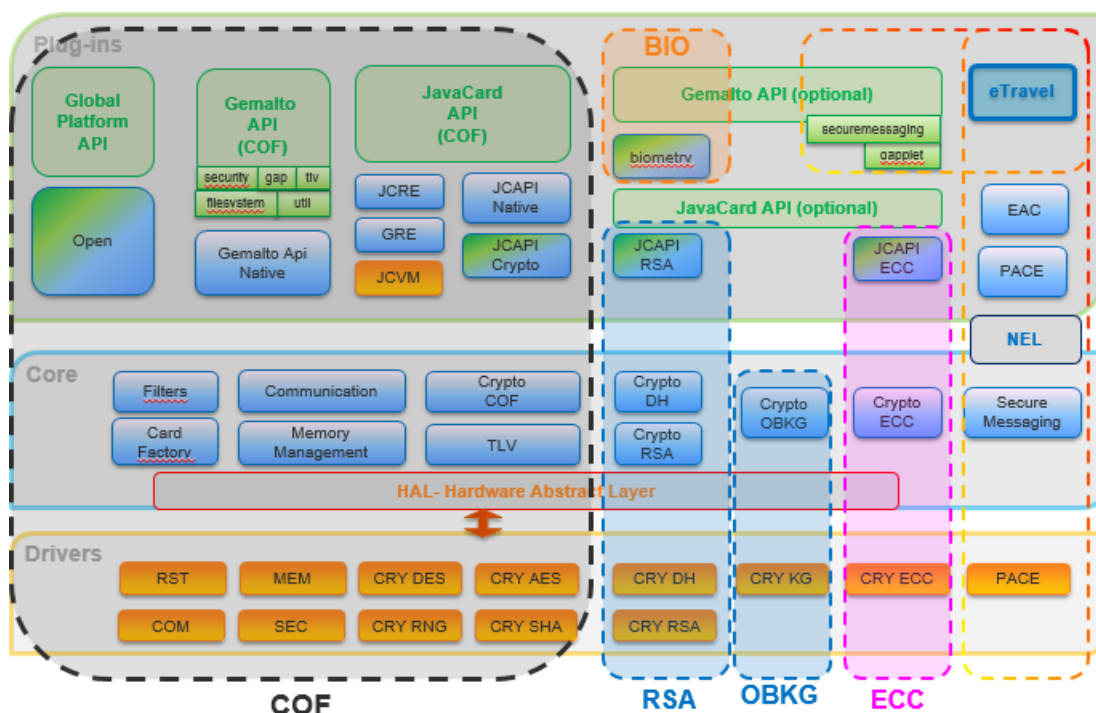 Plug-ins
BIO
Global
Platform
API
Gemalto
API
(COF)
JavaCard
API
(COF)
Gemalto API (optional)
eTravel
securemessaging
gapplet
security
gap
tlv
filesystem
util
biometry
JCRE
JCAPI
Native
JavaCard API (optional)
EAC
Open
Gemalto Api
Native
GRE
JCAPI
Crypto
JCAPI
RSA
JCAPI
ECC
PACE
JCVM
NEL
Core
Filters
Communication
Crypto
COF
Crypto
DH
Crypto
OBKG
Crypto
ECC
Secure
Messaging
Card
Factory
Memory
Management
TLV
Crypto
RSA
HAL- Hardware Abstract Layer
Drivers
RST
MEM
CRY DES
CRY AES
CRY DH
CRY KG
CRY ECC
PACE
COM
SEC
CRY RNG
CRY SHA
CRY RSA
COF
RSA
OBKG
ECC